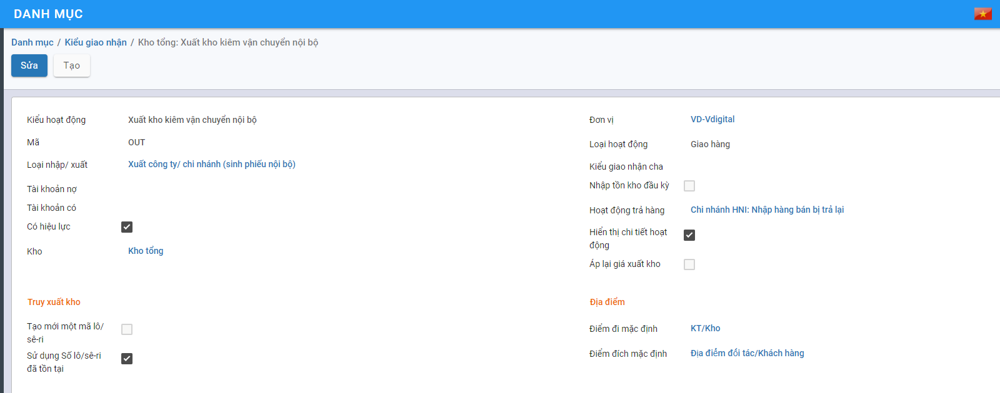 DANH MỤC
Danh mục / Kiểu giao nhận / Kho tổng: Xuất kho kiêm vận chuyển nội bộ
Sửa Tạo
Kiểu hoạt động Xuất kho kiêm vận chuyển nội bộ
Mã OUT
Loại nhập/ xuất Xuất công ty/ chi nhánh (sinh phiếu nội bộ)
Tài khoản nợ
Tài khoản có
Có hiệu lực
Kho Kho tổng
Đơn vị VD-Vdigital
Loại hoạt động Giao hàng
Kiểu giao nhận cha
Nhập tồn kho đầu kỳ
Hoạt động trả hàng Chi nhánh HNI: Nhập hàng bán bị trả lại
Hiển thị chi tiết hoạt
động
Áp lại giá xuất kho
Truy xuất kho
Tạo mới một mã lô/
sê-ri
Sử dụng Số lô/sê-ri
đã tồn tại
Địa điểm
Điểm đi mặc định KT/Kho
Điểm đích mặc định Địa điểm đối tác/Khách hàng